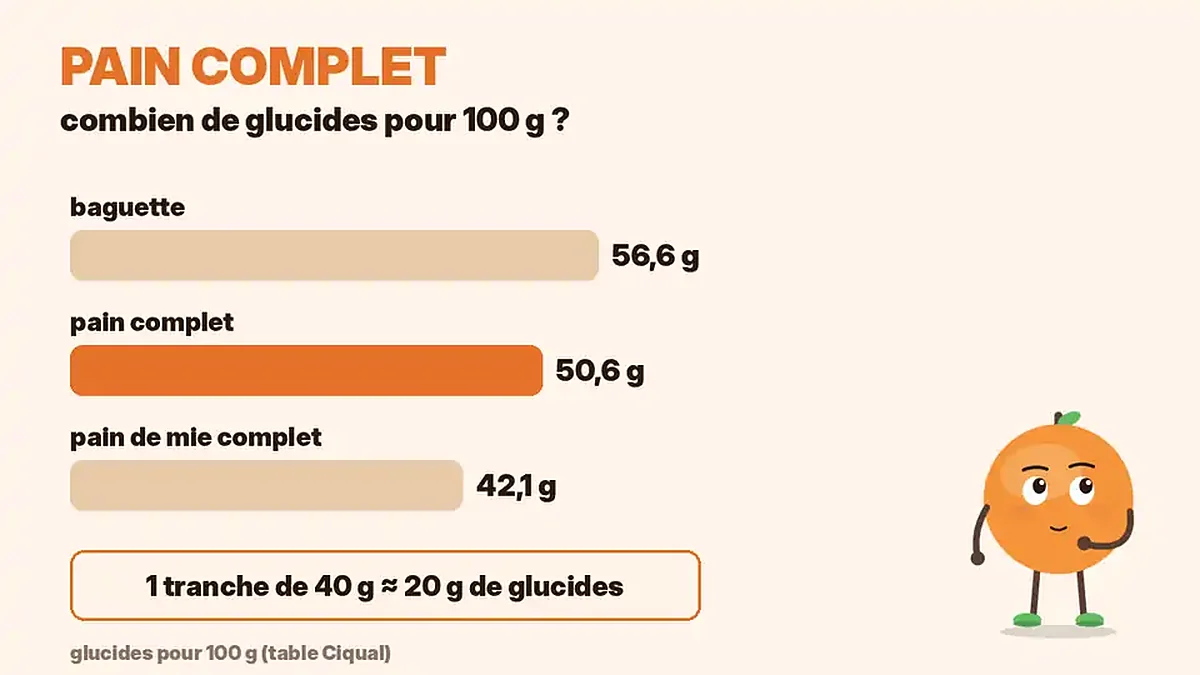 PAIN COMPLET
combien de glucides pour 100 g ?
baguette
56,6 g
pain complet
50,6 g
pain de mie complet
42,1 g
1 tranche de 40 g ≈ 20 g de glucides
glucides pour 100 g (table Ciqual)